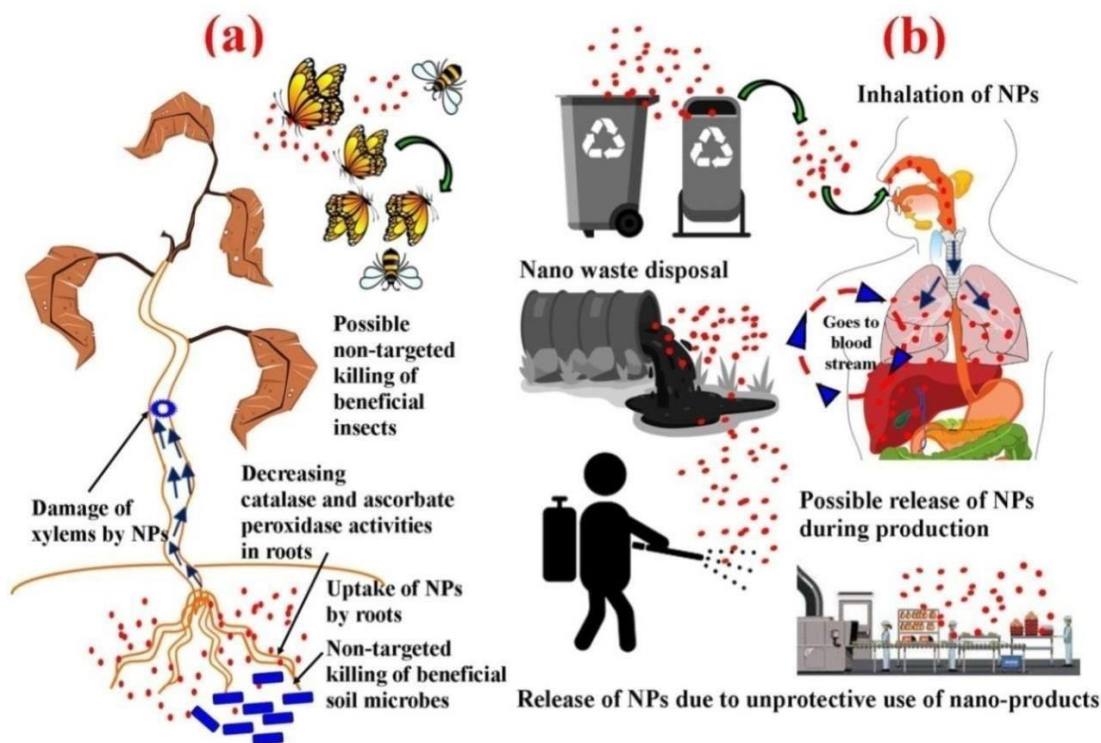 (a)
Possible
non-targeted
killing of
beneficial
insects
Damage of
xylems by NPs
Decreasing
catalase and ascorbate
peroxidase activities
in roots
Uptake of NPs
by roots
Non-targeted
killing of beneficial
soil microbes
(b)
Inhalation of NPs
Nano waste disposal
Goes to
blood
stream
Possible release of NPs
during production
Release of NPs due to unprotective use of nano-products